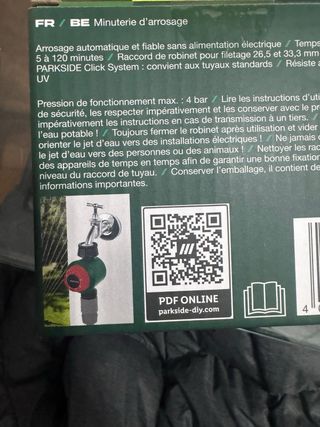 FR / BE Minuterie d'arrosage
Arrosage automatique et fiable sans alimentation électrique / Temps
5 à 120 minutes / Raccord de robinet pour filetage 26,5 et 33,3 mm
PARKSIDE Click System : convient aux tuyaux standards / Résiste
UV
Pression de fonctionnement max. : 4 bar / Lire les instructions d'uti
de sécurité, les respecter impérativement et les conserver avec le pr
impérativement les instructions en cas de transmission à un tiers. /
l'eau potable ! / Toujours fermer le robinet après utilisation et vider
orienter le jet d'eau vers des installations électriques ! / Ne jamais
le jet d'eau vers des personnes ou des animaux ! / Nettoyer les rac
des appareils de temps en temps afin de garantir une bonne fixation
niveau du raccord de tuyau. / Conserver l'emballage, il contient de
informations importantes.
PDF ONLINE
parkside-diy.com
4